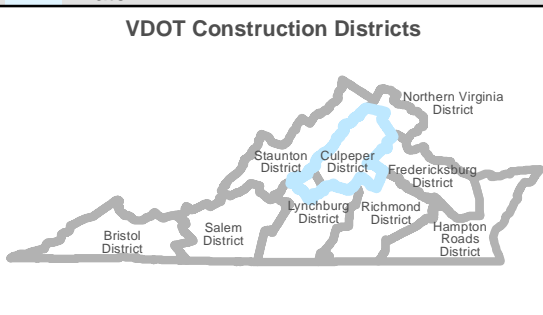 VDOT Construction Districts
Northern Virginia
District
Staunton
District
Culpeper
District
Fredericksburg
District
Lynchburg
District
Richmond
District
Bristol
District
Salem
District
Hampton
Roads
District